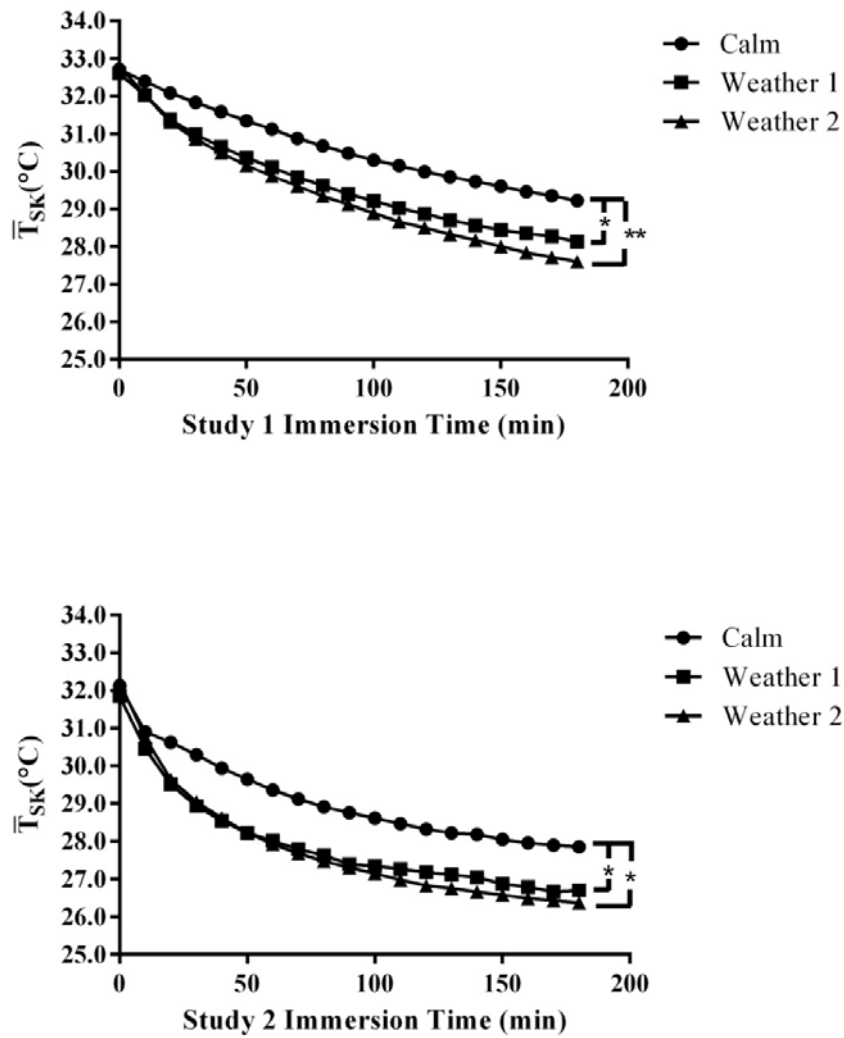 34.0
33.0
32.0
31.0
30.0
29.0
28.0
27.0
26.0
25.0
T̅SK(°C)
0 50 100 150 200
Study 1 Immersion Time (min)
Calm
Weather 1
Weather 2
*
**
34.0
33.0
32.0
31.0
30.0
29.0
28.0
27.0
26.0
25.0
T̅SK(°C)
0 50 100 150 200
Study 2 Immersion Time (min)
Calm
Weather 1
Weather 2
* *